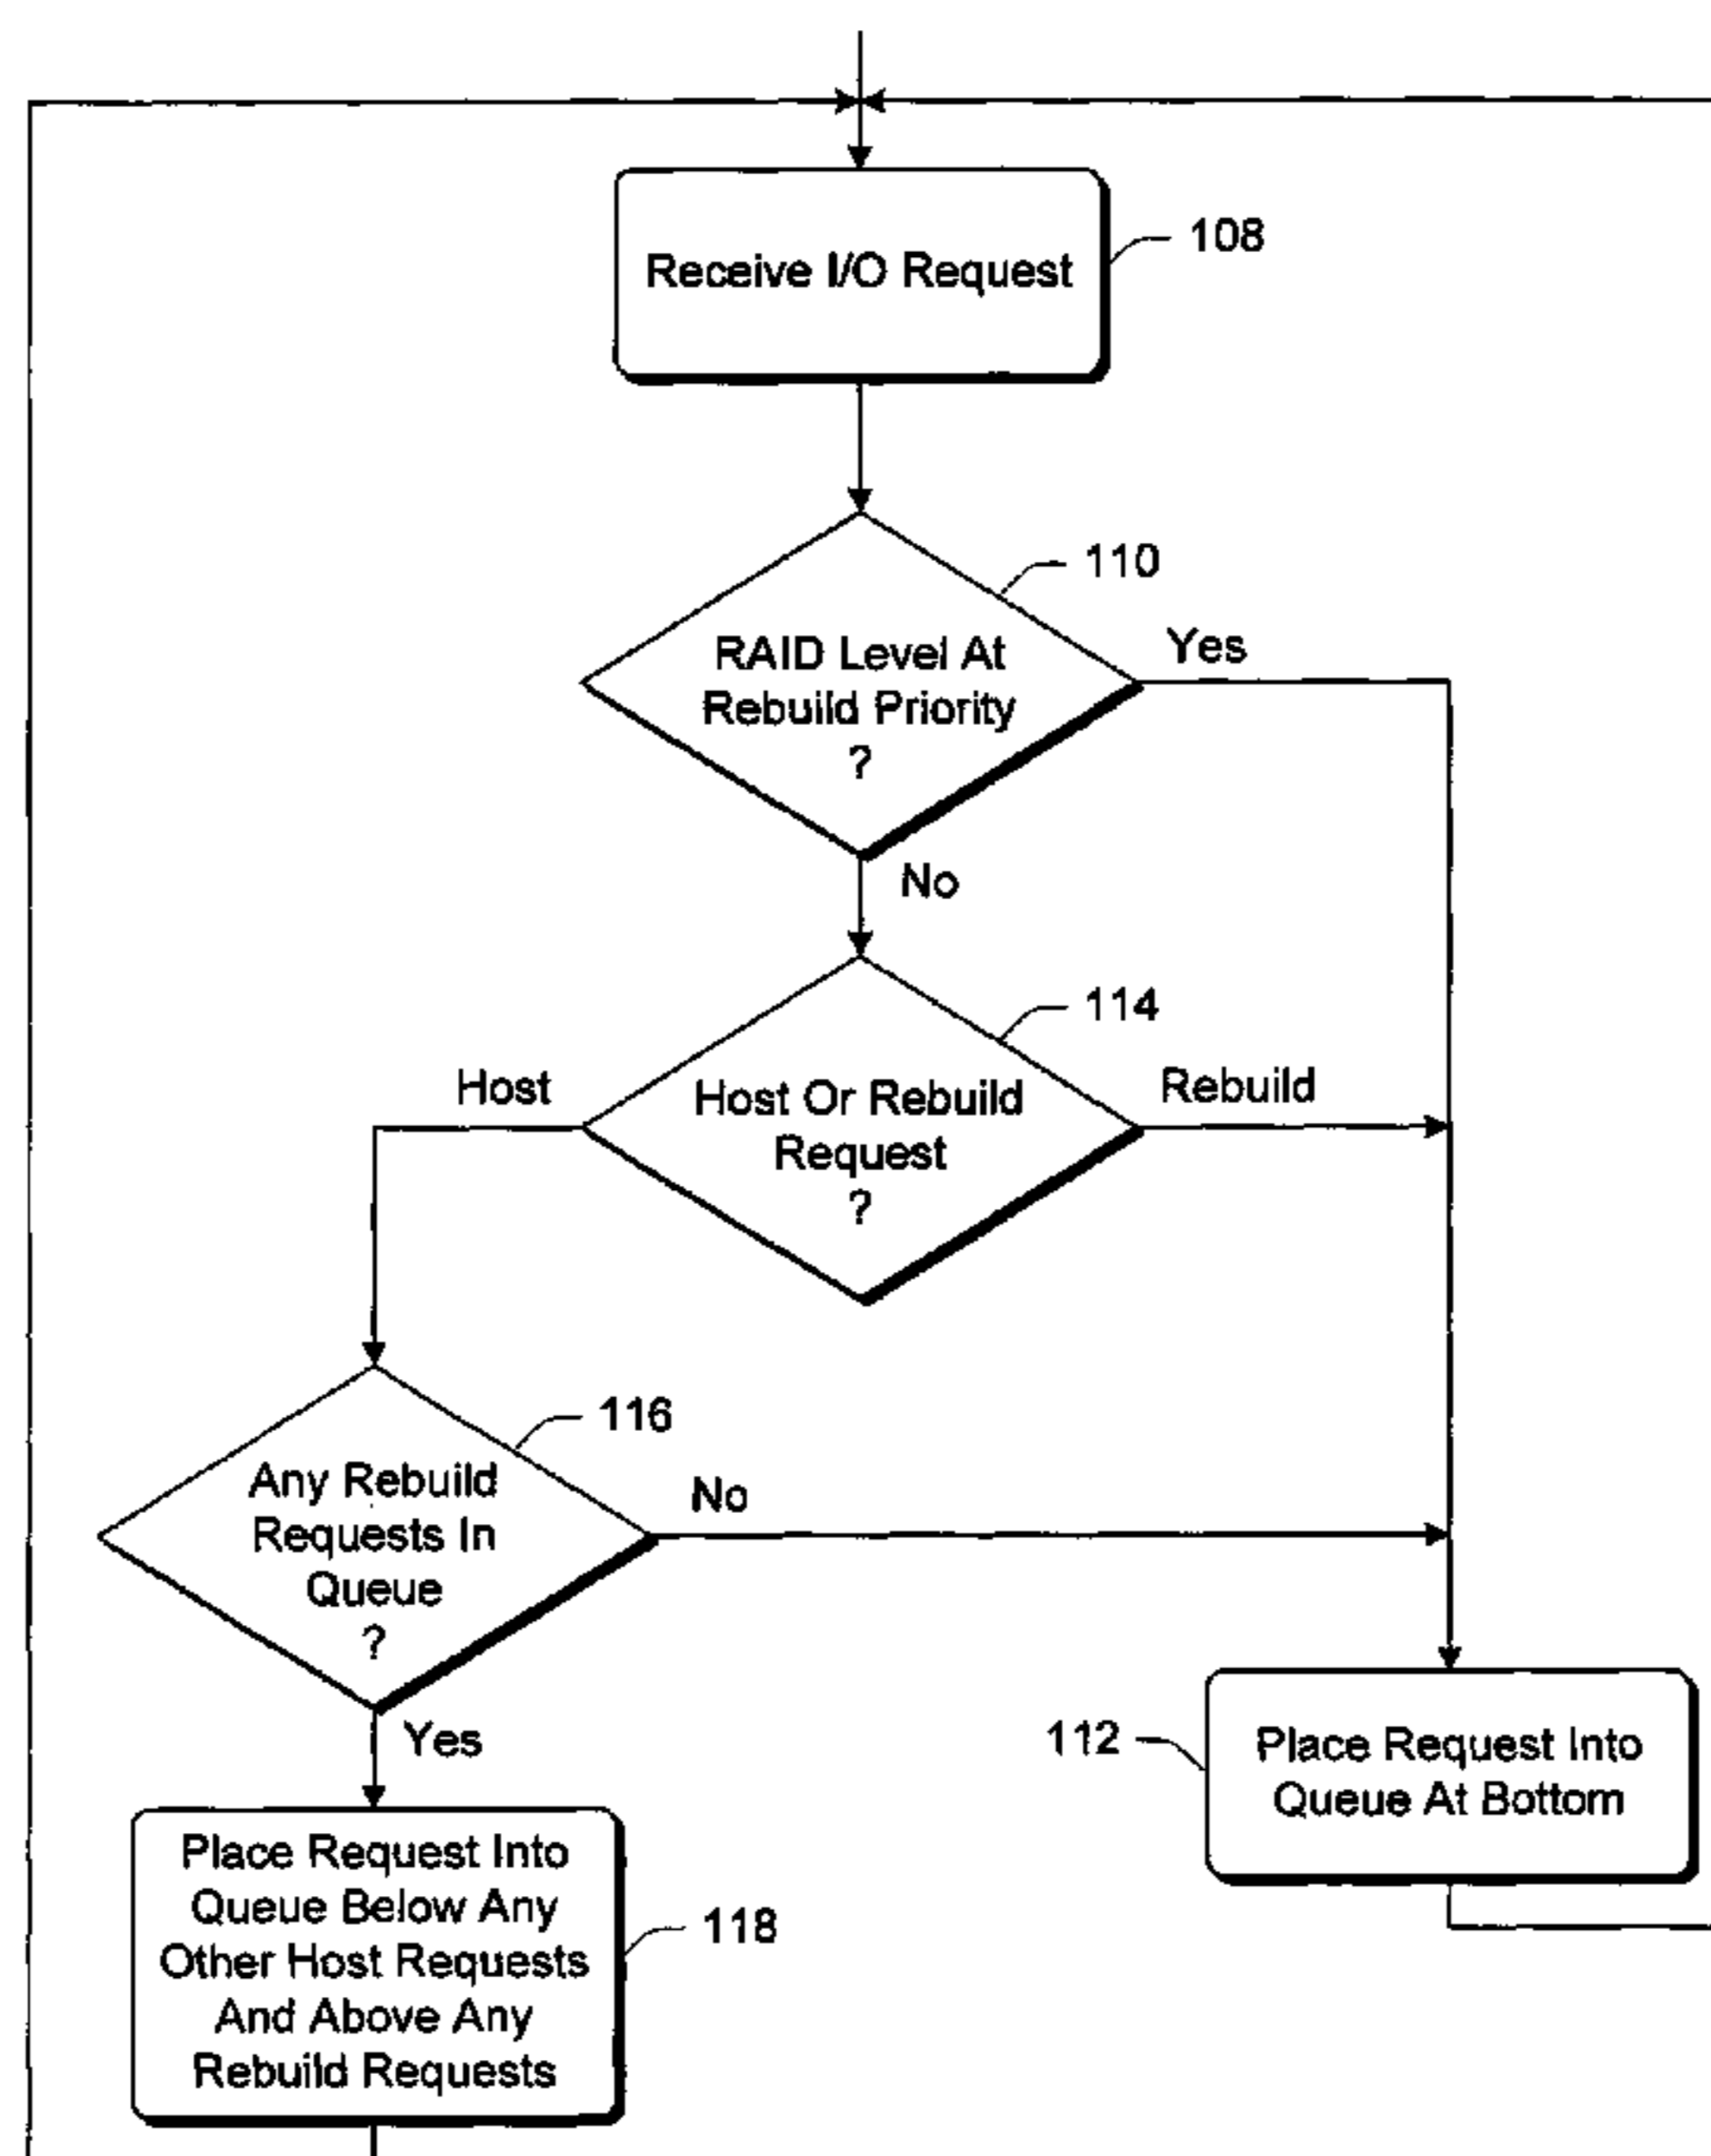 Receive I/O Request
108
110
RAID Level At
Rebuild Priority
?
Yes
No
114
Host Or Rebuild
Request
?
Host
Rebuild
116
Any Rebuild
Requests In
Queue
?
No
Yes
112
Place Request Into
Queue At Bottom
Place Request Into
Queue Below Any
Other Host Requests
And Above Any
Rebuild Requests
118